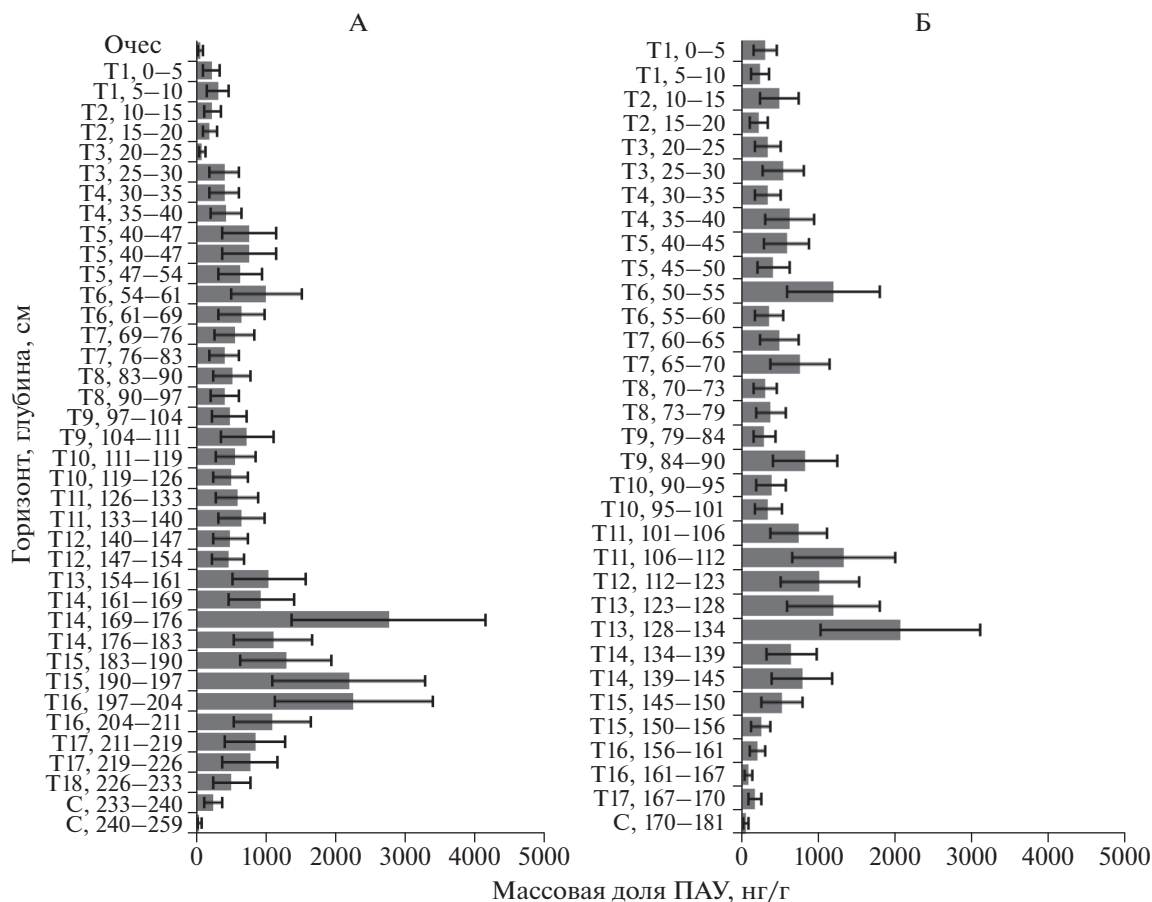 А
Очес
Т1, 0–5
Т1, 5–10
Т2, 10–15
Т2, 15–20
Т3, 20–25
Т3, 25–30
Т4, 30–35
Т4, 35–40
Т5, 40–47
Т5, 40–47
Т5, 47–54
Т6, 54–61
Т6, 61–69
Т7, 69–76
Т7, 76–83
Т8, 83–90
Т8, 90–97
Т9, 97–104
Т9, 104–111
Т10, 111–119
Т10, 119–126
Т11, 126–133
Т11, 133–140
Т12, 140–147
Т12, 147–154
Т13, 154–161
Т14, 161–169
Т14, 169–176
Т14, 176–183
Т15, 183–190
Т15, 190–197
Т16, 197–204
Т16, 204–211
Т17, 211–219
Т17, 219–226
Т18, 226–233
С, 233–240
С, 240–259
0 1000 2000 3000 4000 5000
Горизонт, глубина, см
Б
Т1, 0–5
Т1, 5–10
Т2, 10–15
Т2, 15–20
Т3, 20–25
Т3, 25–30
Т4, 30–35
Т4, 35–40
Т5, 40–45
Т5, 45–50
Т6, 50–55
Т6, 55–60
Т7, 60–65
Т7, 65–70
Т8, 70–73
Т8, 73–79
Т9, 79–84
Т9, 84–90
Т10, 90–95
Т10, 95–101
Т11, 101–106
Т11, 106–112
Т12, 112–123
Т13, 123–128
Т13, 128–134
Т14, 134–139
Т14, 139–145
Т15, 145–150
Т15, 150–156
Т16, 156–161
Т16, 161–167
Т17, 167–170
С, 170–181
0 1000 2000 3000 4000 5000
Массовая доля ПАУ, нг/г